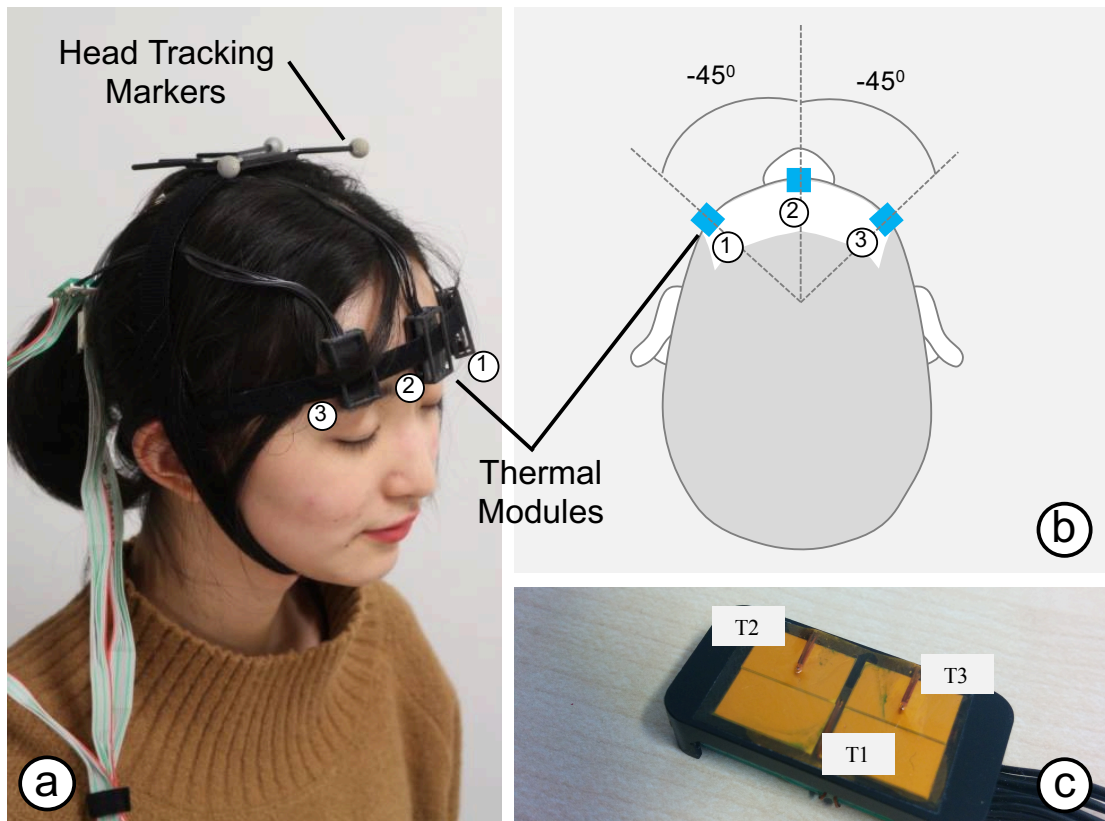 Head Tracking
Markers
1
2
3
Thermal
Modules
a
-45⁰
-45⁰
2
1
3
b
T2
T3
T1
c